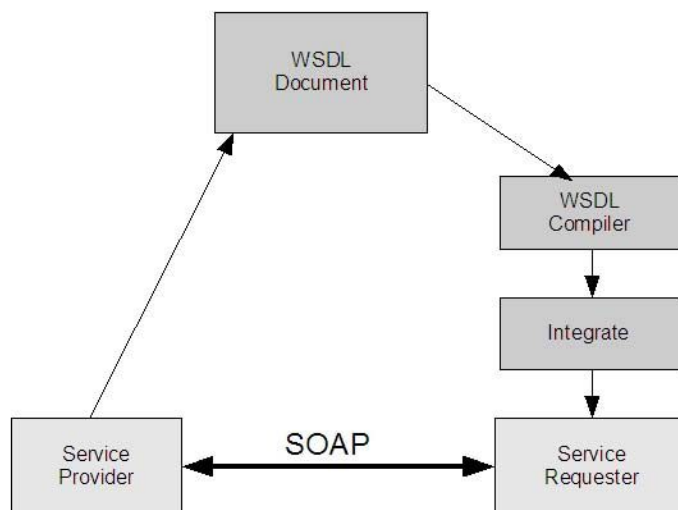 WSDL
Document
WSDL
Compiler
Integrate
SOAP
Service
Provider
Service
Requester